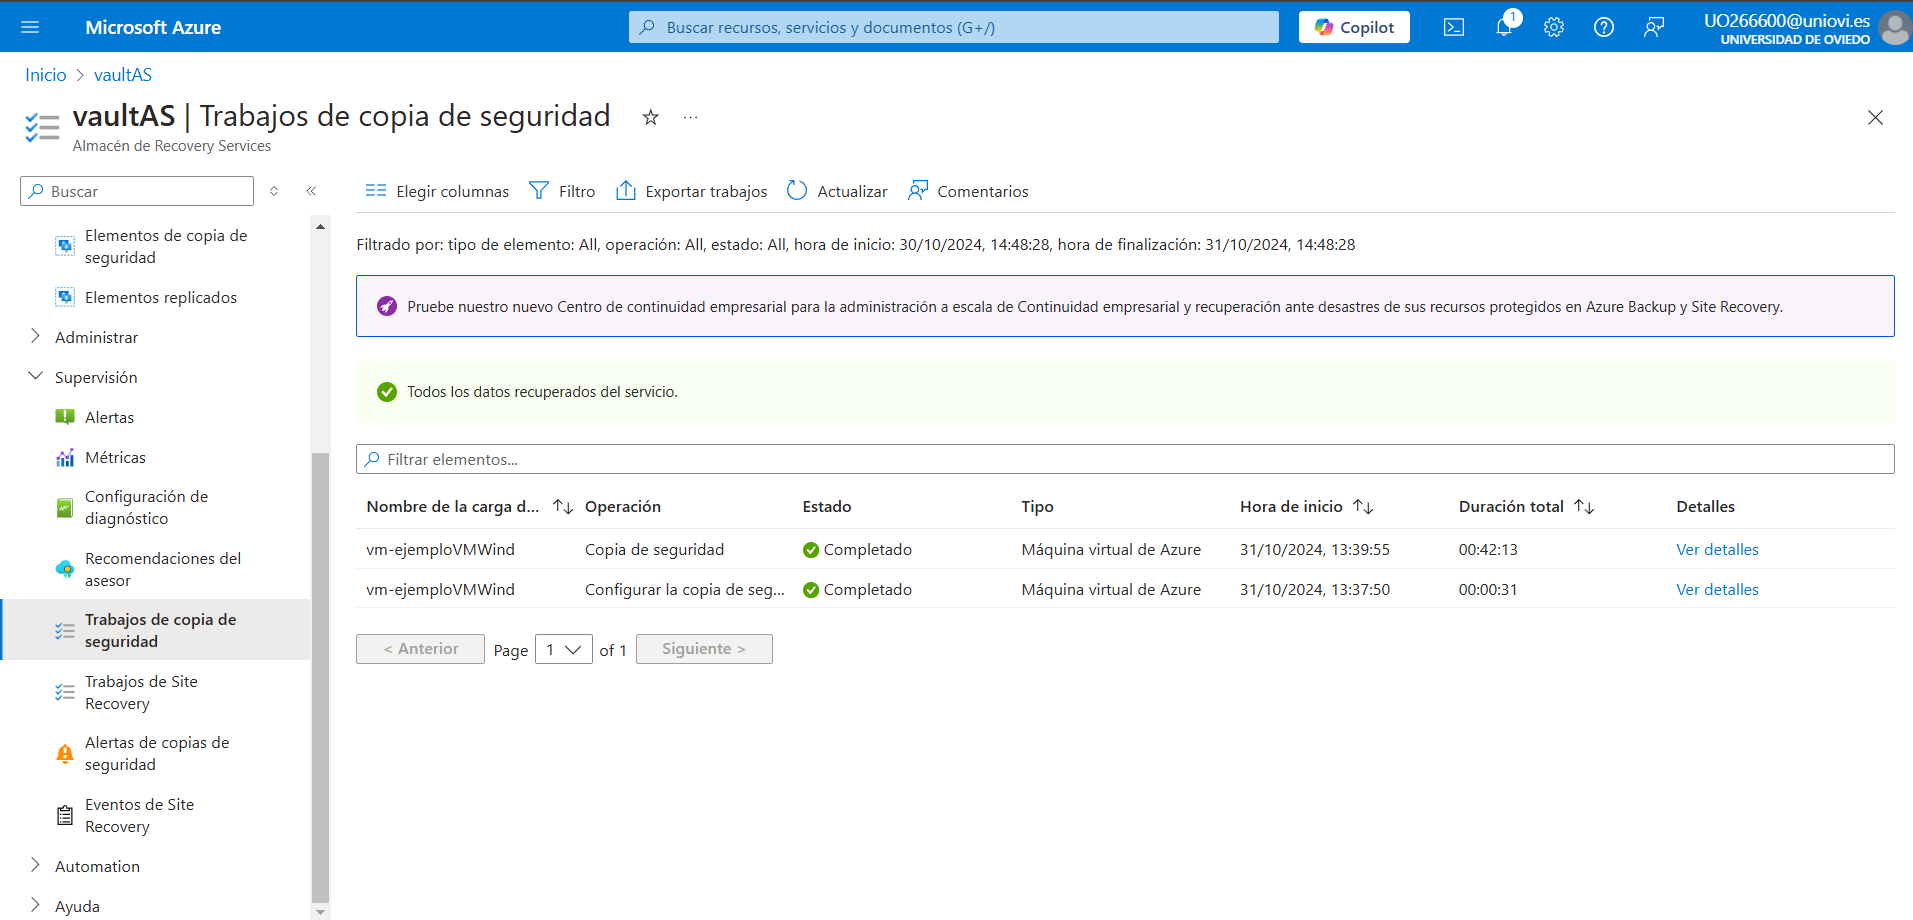 Microsoft Azure
Buscar recursos, servicios y documentos (G+/)
Copilot
1
UO266600@uniovi.es
UNIVERSIDAD DE OVIEDO
Inicio > vaultAS
vaultAS | Trabajos de copia de seguridad
Almacén de Recovery Services
Buscar
Elementos de copia de
seguridad
Elementos replicados
Administrar
Supervisión
Alertas
Métricas
Configuración de
diagnóstico
Recomendaciones del
asesor
Trabajos de copia de
seguridad
Trabajos de Site
Recovery
Alertas de copias de
seguridad
Eventos de Site
Recovery
Automation
Ayuda
Elegir columnas Filtro Exportar trabajos Actualizar Comentarios
Filtrado por: tipo de elemento: All, operación: All, estado: All, hora de inicio: 30/10/2024, 14:48:28, hora de finalización: 31/10/2024, 14:48:28
Pruebe nuestro nuevo Centro de continuidad empresarial para la administración a escala de Continuidad empresarial y recuperación ante desastres de sus recursos protegidos en Azure Backup y Site Recovery.
Todos los datos recuperados del servicio.
Filtrar elementos...
Nombre de la carga d... Operación Estado Tipo Hora de inicio Duración total Detalles
vm-ejemploVMWind Copia de seguridad Completado Máquina virtual de Azure 31/10/2024, 13:39:55 00:42:13 Ver detalles
vm-ejemploVMWind Configurar la copia de seg... Completado Máquina virtual de Azure 31/10/2024, 13:37:50 00:00:31 Ver detalles
< Anterior Page 1 of 1 Siguiente >